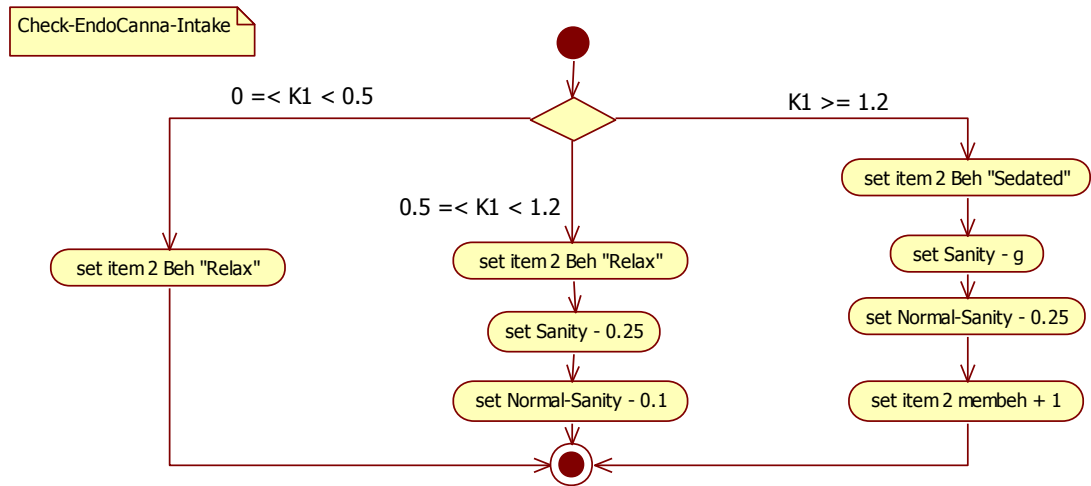 Check-EndoCanna-Intake
0 =< K1 < 0.5
K1 >= 1.2
0.5 =< K1 < 1.2
set item 2 Beh "Relax"
set item 2 Beh "Relax"
set Sanity - 0.25
set Normal-Sanity - 0.1
set item 2 Beh "Sedated"
set Sanity - g
set Normal-Sanity - 0.25
set item 2 membeh + 1